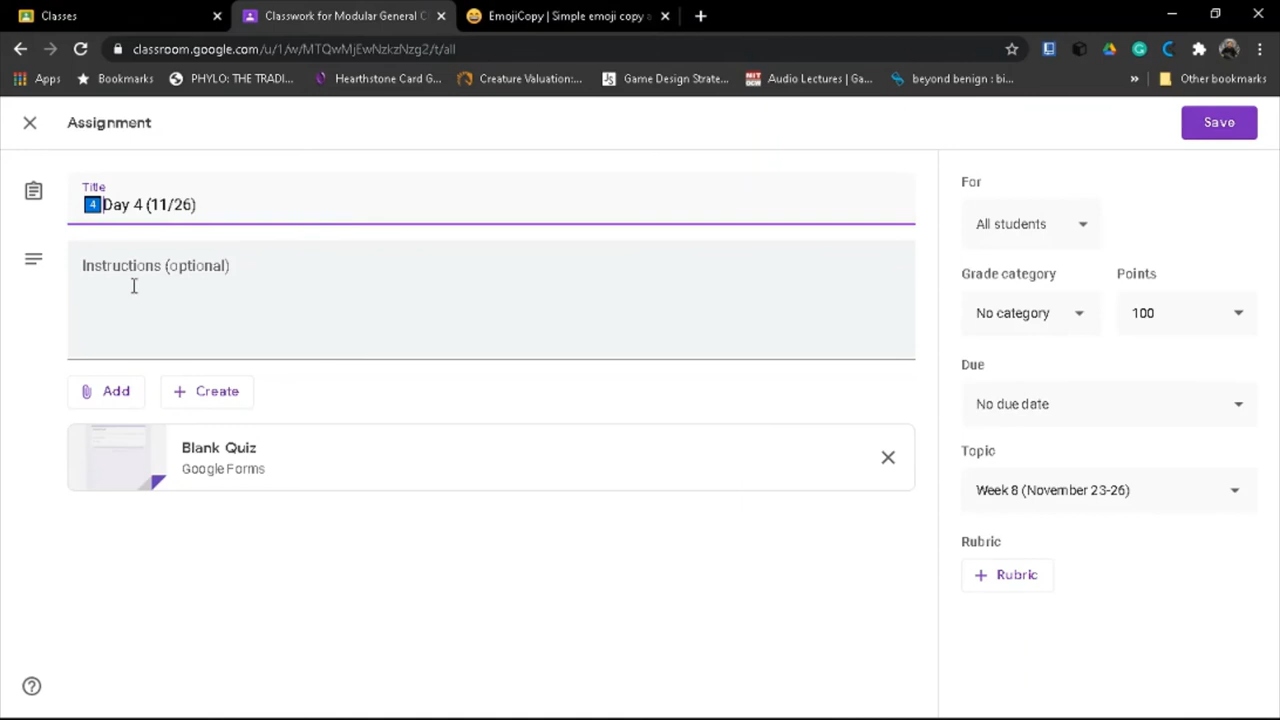 Classes
Classwork for Modular General C
EmojiCopy | Simple emoji copy a
classroom.google.com/u/1/w/MTQwMjEwNzkzNzg2/t/all
Apps
Bookmarks
PHYLO: THE TRADI...
Hearthstone Card G...
Creature Valuation:...
Game Design Strate...
Audio Lectures | Ga...
beyond benign : bi...
»
Other bookmarks
Assignment
Save
Title
4️⃣Day 4 (11/26)
Instructions (optional)
Add
Create
Blank Quiz
Google Forms
For
All students
Grade category
Points
No category
100
Due
No due date
Topic
Week 8 (November 23-26)
Rubric
+ Rubric